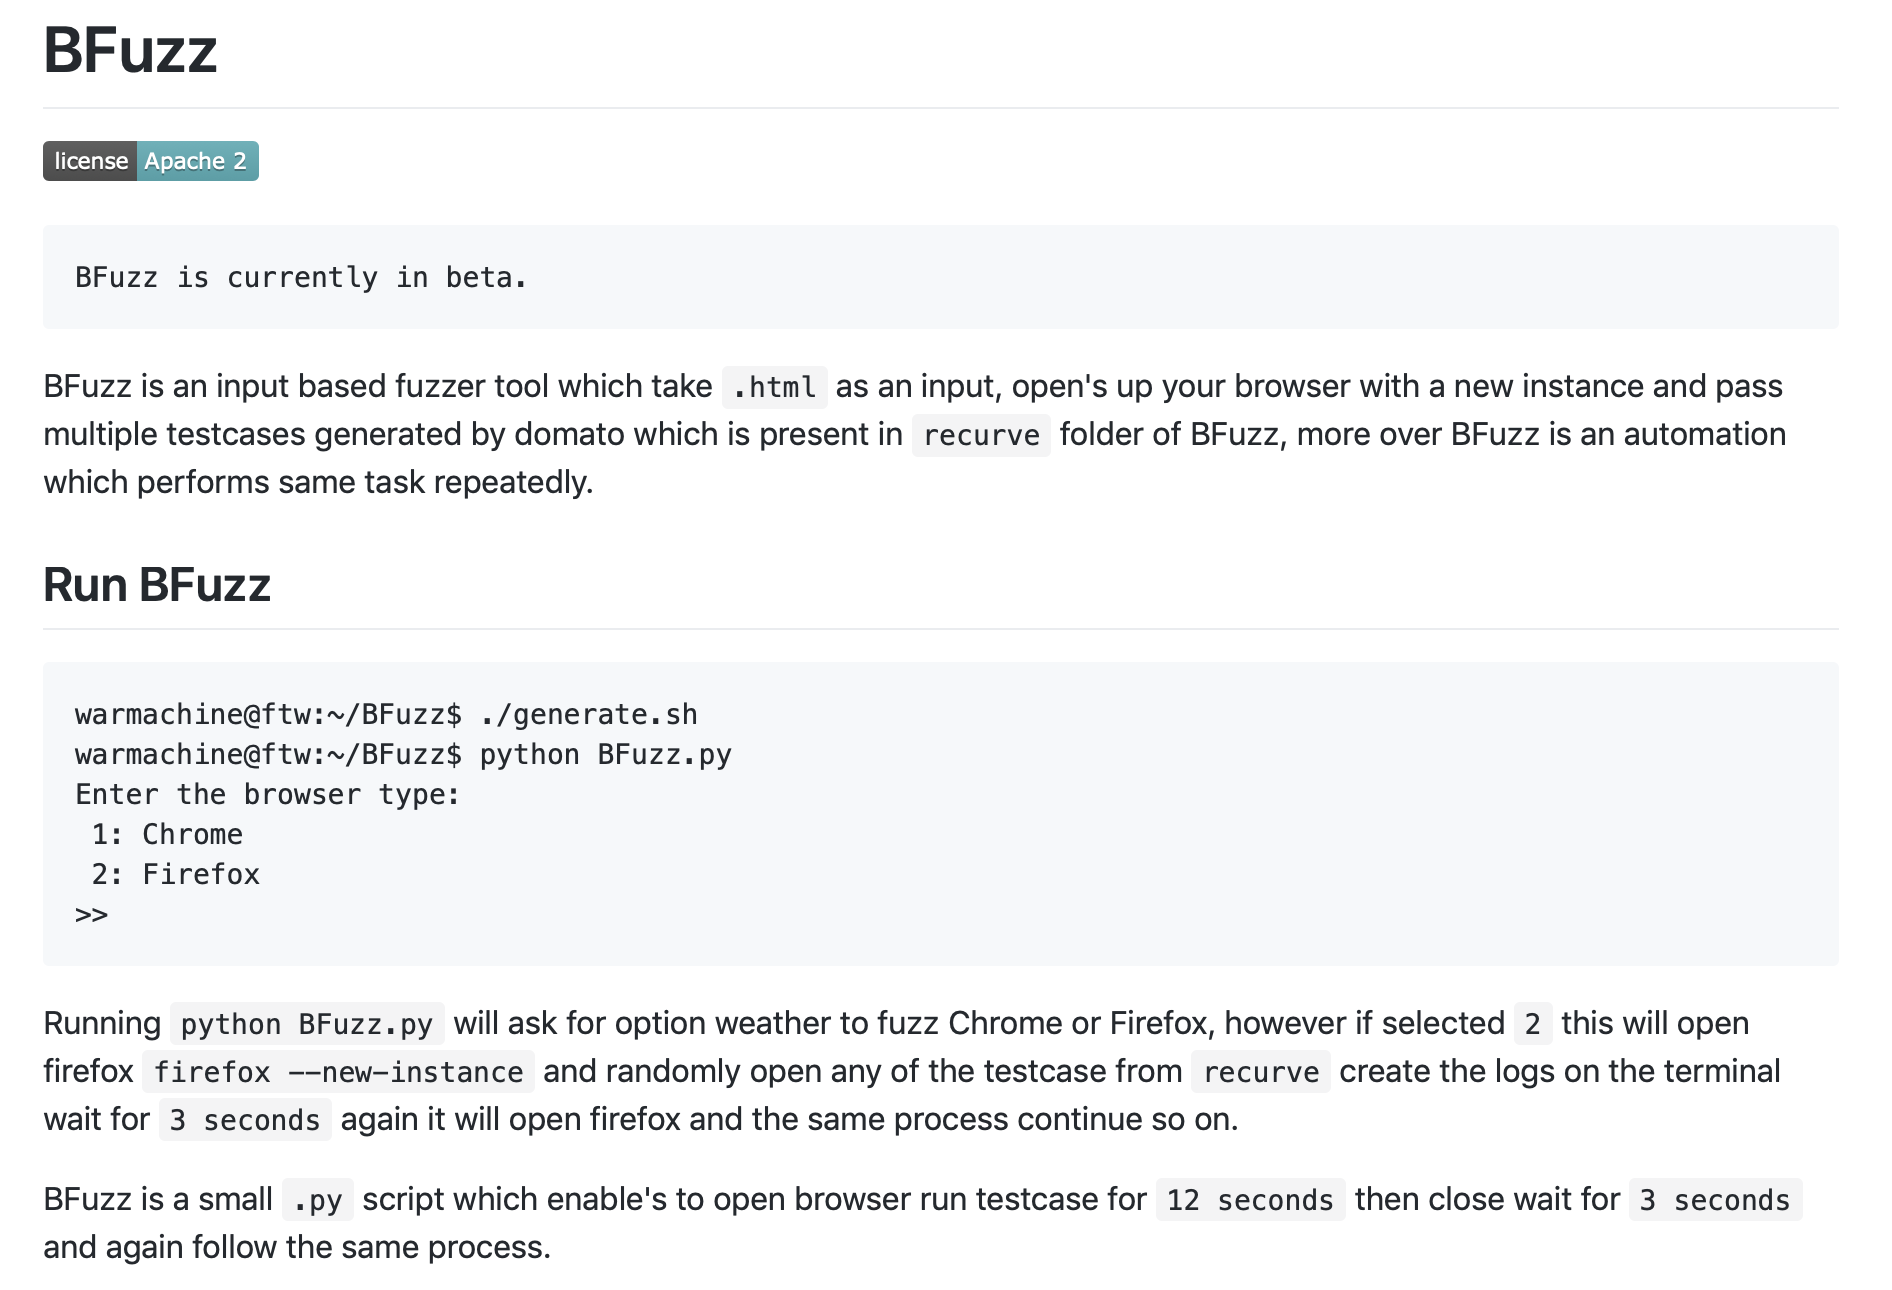 BFuzz
license Apache 2
BFuzz is currently in beta.
BFuzz is an input based fuzzer tool which take .html as an input, open's up your browser with a new instance and pass
multiple testcases generated by domato which is present in recurve folder of BFuzz, more over BFuzz is an automation
which performs same task repeatedly.
Run BFuzz
warmachine@ftw:~/BFuzz$ ./generate.sh
warmachine@ftw:~/BFuzz$ python BFuzz.py
Enter the browser type:
 1: Chrome
 2: Firefox
>>
Running python BFuzz.py will ask for option weather to fuzz Chrome or Firefox, however if selected 2 this will open
firefox firefox --new-instance and randomly open any of the testcase from recurve create the logs on the terminal
wait for 3 seconds again it will open firefox and the same process continue so on.
BFuzz is a small .py script which enable's to open browser run testcase for 12 seconds then close wait for 3 seconds
and again follow the same process.